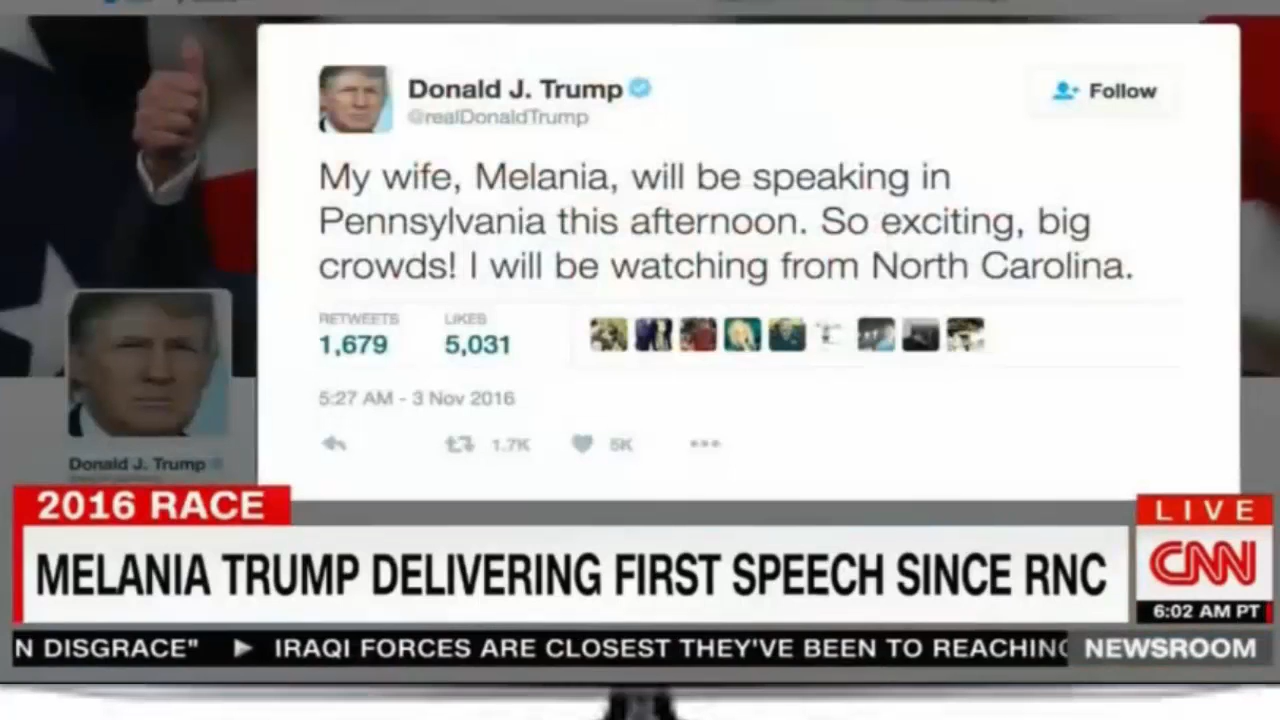 Donald J. Trump
@realDonaldTrump
Follow
My wife, Melania, will be speaking in
Pennsylvania this afternoon. So exciting, big
crowds! I will be watching from North Carolina.
RETWEETS LIKES
1,679 5,031
5:27 AM - 3 Nov 2016
1.7K 5K
Donald J. Trump
2016 RACE
LIVE
MELANIA TRUMP DELIVERING FIRST SPEECH SINCE RNC
CNN
6:02 AM PT
N DISGRACE" ► IRAQI FORCES ARE CLOSEST THEY'VE BEEN TO REACHING
NEWSROOM